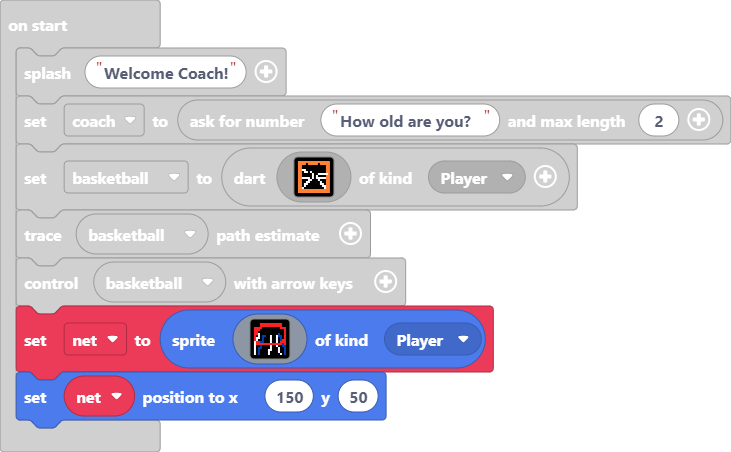 on start
splash "Welcome Coach!"
set coach to ask for number "How old are you? " and max length 2
set basketball to dart of kind Player
trace basketball path estimate
control basketball with arrow keys
set net to sprite of kind Player
set net position to x 150 y 50